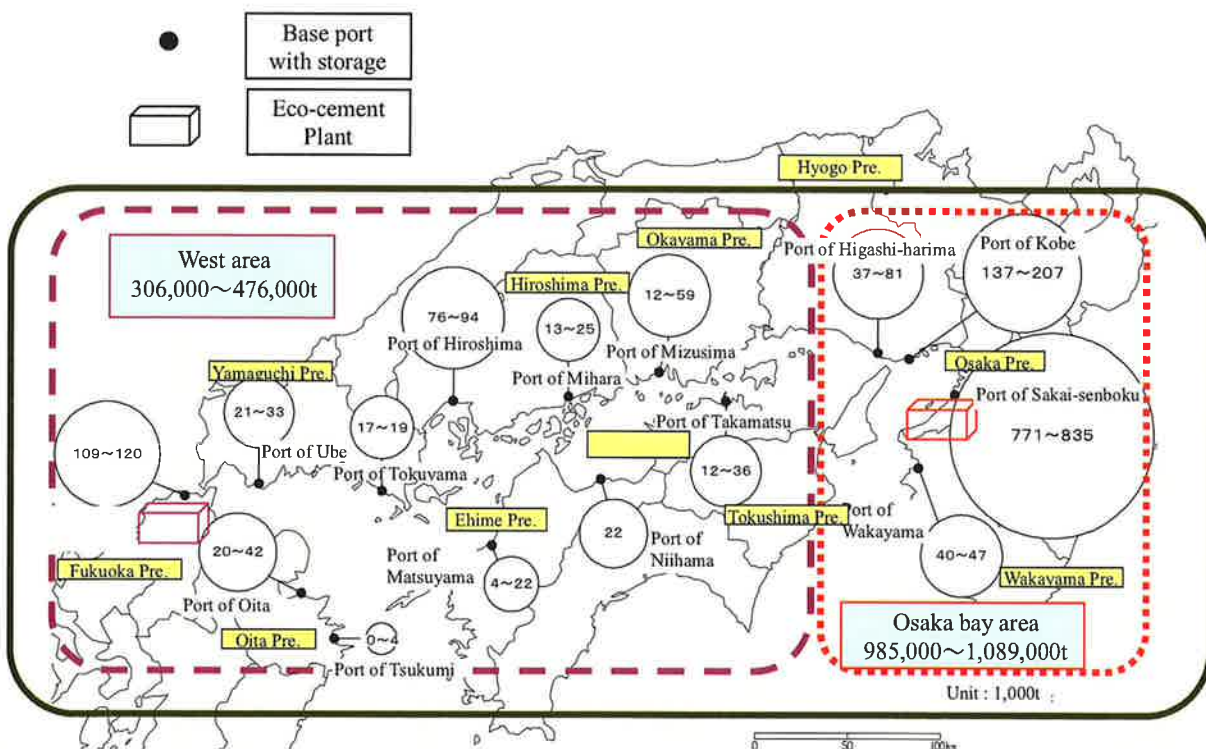 Base port
with storage
Eco-cement
Plant
Hyogo Pre.
West area
306,000～476,000t
Okayama Pre.
Port of Higashi-harima
37～81
Port of Kobe
137～207
Hiroshima Pre.
12～59
76～94
13～25
Port of Hiroshima
Port of Mizusima
Yamaguchi Pre.
Port of Mihara
Osaka Pre.
Port of Sakai-senboku
771～835
21～33
17～19
Port of Takamatsu
109～120
Port of Ube
Port of Tokuyama
12～36
Ehime Pre.
Tokushima Pre.
Port of
Wakayama
22
Port of
Niihama
20～42
Port of
Matsuyama
4～22
40～47
Fukuoka Pre.
Wakayama Pre.
Port of Oita
Oita Pre.
0～4
Port of Tsukumi
Osaka bay area
985,000～1,089,000t
Unit : 1,000t
0
50
100km